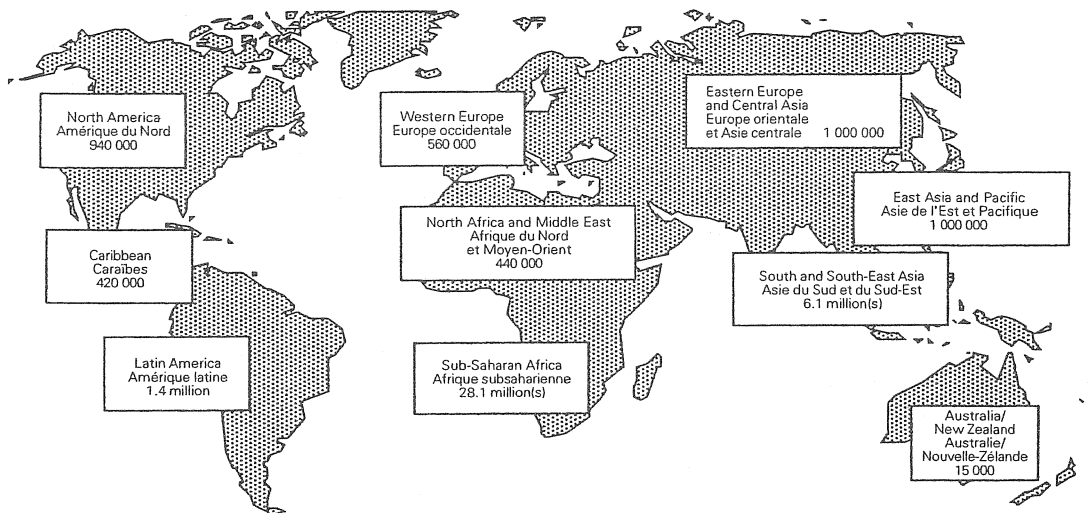 North America
Amérique du Nord
940 000
Western Europe
Europe occidentale
560 000
Eastern Europe
and Central Asia
Europe orientale
et Asie centrale 1 000 000
East Asia and Pacific
Asie de l'Est et Pacifique
1 000 000
Caribbean
Caraïbes
420 000
North Africa and Middle East
Afrique du Nord
et Moyen-Orient
440 000
South and South-East Asia
Asie du Sud et du Sud-Est
6.1 million(s)
Latin America
Amérique latine
1.4 million
Sub-Saharan Africa
Afrique subsaharienne
28.1 million(s)
Australia/
New Zealand
Australie/
Nouvelle-Zélande
15 000